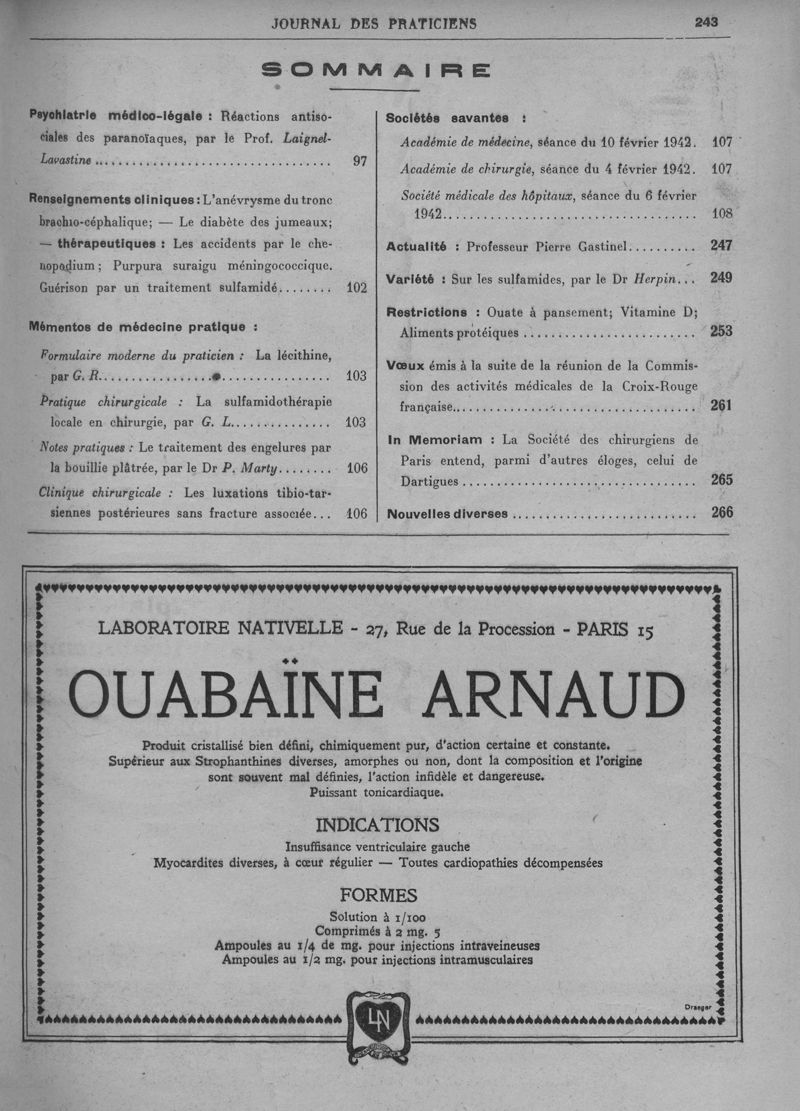 JOURNAL DES PRATICIENS 243
SOMMAIRE
Psychiatrie médico-légale : Réactions antiso-
ciales des paranoïaques, par le Prof. Laignel-
Lavastine ................................ 97
Renseignements cliniques : L'anévrysme du tronc
brachio-céphalique; — Le diabète des jumeaux;
— thérapeutiques : Les accidents par le che-
nopodium; Purpura suraigu méningococcique.
Guérison par un traitement sulfamidé........ 102
Mémentos de médecine pratique :
Formulaire moderne du praticien : La lécithine,
par G. R................................ 103
Pratique chirurgicale : La sulfamidothérapie
locale en chirurgie, par G. L............... 103
Notes pratiques : Le traitement des engelures par
la bouillie plâtrée, par le Dr P. Marty........ 106
Clinique chirurgicale : Les luxations tibio-tar-
siennes postérieures sans fracture associée... 106
Sociétés savantes :
Académie de médecine, séance du 10 février 1942. 107
Académie de chirurgie, séance du 4 février 1942. 107
Société médicale des hôpitaux, séance du 6 février
1942..................................... 108
Actualité : Professeur Pierre Gastinel.......... 247
Variété : Sur les sulfamides, par le Dr Herpin... 249
Restrictions : Ouate à pansement; Vitamine D;
Aliments protéiques ........................ 253
Vœux émis à la suite de la réunion de la Commis-
sion des activités médicales de la Croix-Rouge
française.................................... 261
In Memoriam : La Société des chirurgiens de
Paris entend, parmi d'autres éloges, celui de
Dartigues .................................. 265
Nouvelles diverses ........................... 266
LABORATOIRE NATIVELLE - 27, Rue de la Procession - PARIS 15
OUABAÏNE ARNAUD
Produit cristallisé bien défini, chimiquement pur, d'action certaine et constante.
Supérieur aux Strophanthines diverses, amorphes ou non, dont la composition et l'origine
sont souvent mal définies, l'action infidèle et dangereuse.
Puissant tonicardiaque.
INDICATIONS
Insuffisance ventriculaire gauche
Myocardites diverses, à cœur régulier — Toutes cardiopathies décompensées
FORMES
Solution à 1/100
Comprimés à 2 mg. 5
Ampoules au 1/4 de mg. pour injections intraveineuses
Ampoules au 1/2 mg. pour injections intramusculaires
Draeger
LN